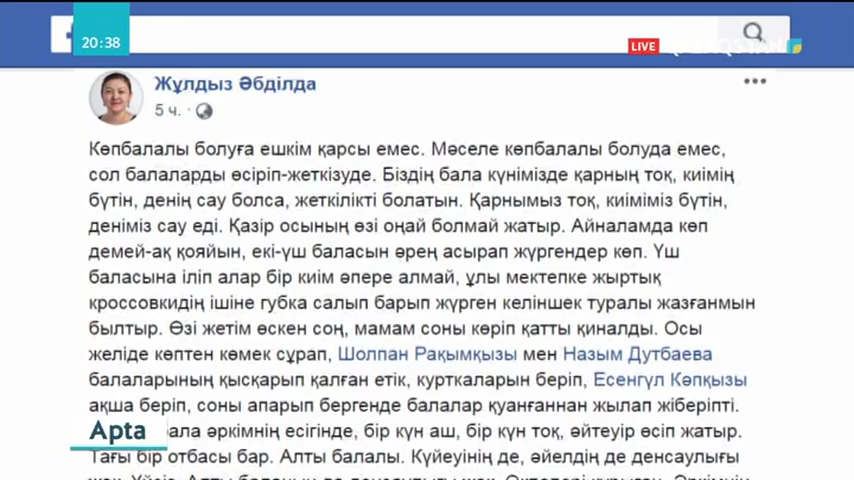 20:38
LIVE
QAZAQSTAN
Жұлдыз Әбділда
5 ч.
Көпбалалы болуға ешкім қарсы емес. Мәселе көпбалалы болуда емес,
сол балаларды өсіріп-жеткізуде. Біздің бала күнімізде қарның тоқ, киімің
бүтін, денің сау болса, жеткілікті болатын. Қарнымыз тоқ, киіміміз бүтін,
деніміз сау еді. Қазір осының өзі оңай болмай жатыр. Айналамда көп
демей-ақ қояйын, екі-үш баласын әрең асырап жүргендер көп. Үш
баласына іліп алар бір киім әпере алмай, ұлы мектепке жыртық
кроссовкидің ішіне губка салып барып жүрген келіншек туралы жазғанмын
былтыр. Өзі жетім өскен соң, мамам соны көріп қатты қиналды. Осы
желіде көптен көмек сұрап, Шолпан Рақымқызы мен Назым Дутбаева
балаларының қысқарып қалған етік, курткаларын беріп, Есенгүл Кәпқызы
ақша беріп, соны апарып бергенде балалар қуанғаннан жылап жіберіпті.
Apta
бала әркімнің есігінде, бір күн аш, бір күн тоқ, әйтеуір өсіп жатыр.
Тағы бір отбасы бар. Алты балалы. Күйеуінің де, әйелдің де денсаулығы